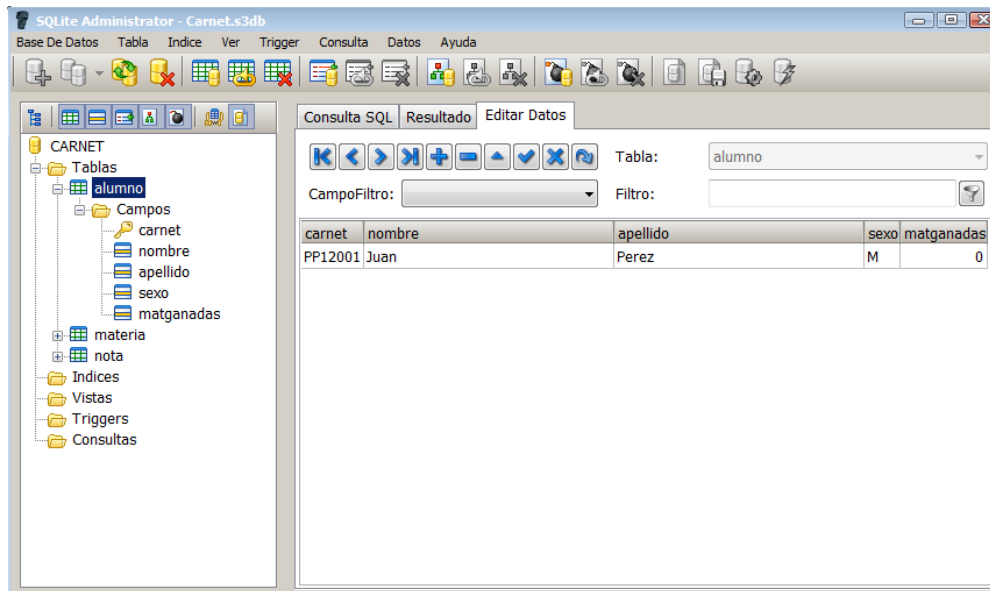 SQLite Administrator - Carnet.s3db
Base De Datos Tabla Indice Ver Trigger Consulta Datos Ayuda
CARNET
Tablas
alumno
Campos
carnet
nombre
apellido
sexo
matganadas
materia
nota
Indices
Vistas
Triggers
Consultas
Consulta SQL Resultado Editar Datos
Tabla: alumno
CampoFiltro: Filtro:
carnet nombre apellido sexo matganadas
PP12001 Juan Perez M 0